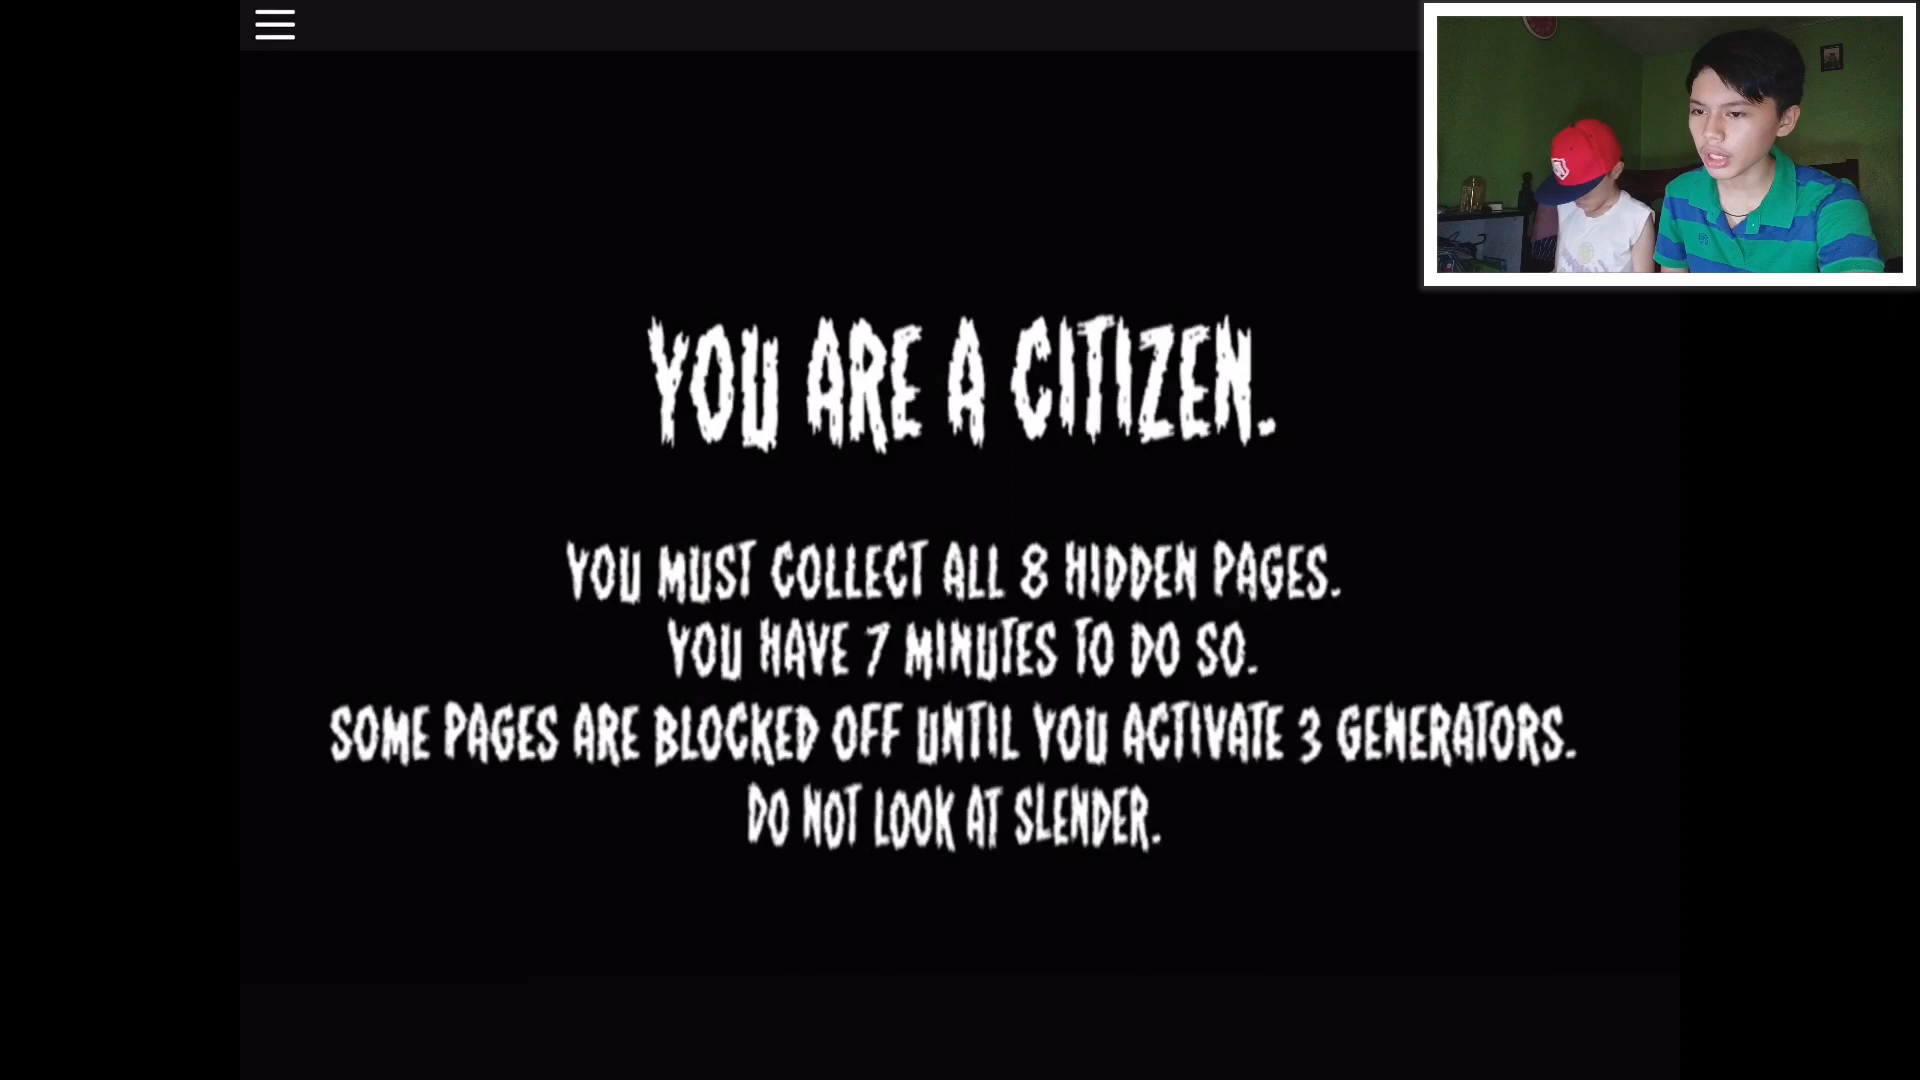 YOU ARE A CITIZEN.
YOU MUST COLLECT ALL 8 HIDDEN PAGES.
YOU HAVE 7 MINUTES TO DO SO.
SOME PAGES ARE BLOCKED OFF UNTIL YOU ACTIVATE 3 GENERATORS.
DO NOT LOOK AT SLENDER.